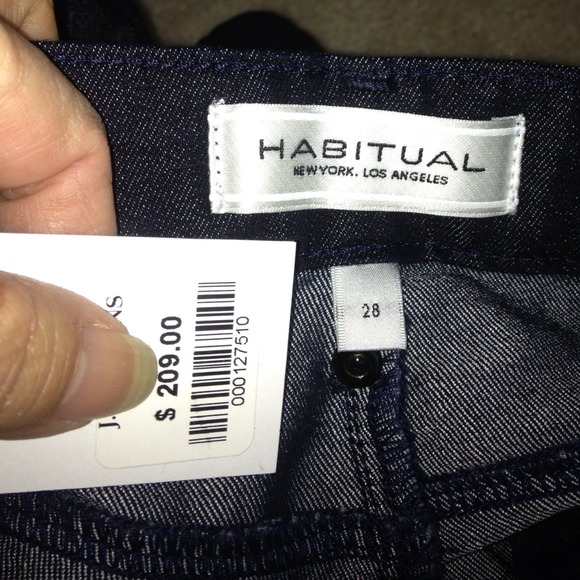 HABITUAL
NEW YORK. LOS ANGELES
28
$ 209.00
000127510